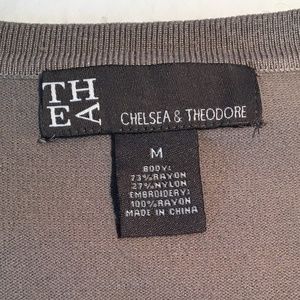 TH
EA
CHELSEA & THEODORE
M
BODY:
73%RAYON
27%NYLON
EMBROIDERY:
100%RAYON
MADE IN CHINA